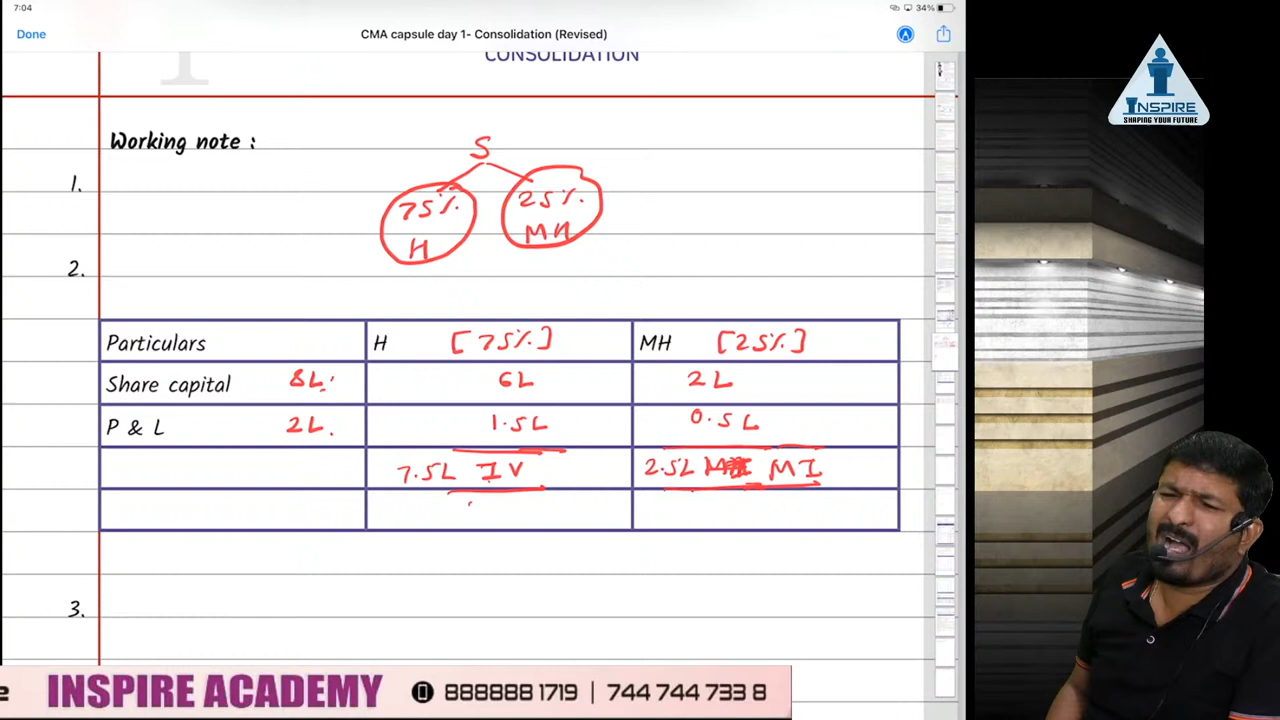 7:04
34%
Done
CMA capsule day 1- Consolidation (Revised)
CONSOLIDATION
INSPIRE
SHAPING YOUR FUTURE
Working note :
S
1.
75% 25%
H MH
2.
Particulars H [75%] MH [25%]
Share capital 8L. 6L 2L
P & L 2L. 1.5L 0.5L
7.5L IV 2.5L MI
3.
INSPIRE ACADEMY 888888 1719 | 744 744 733 8